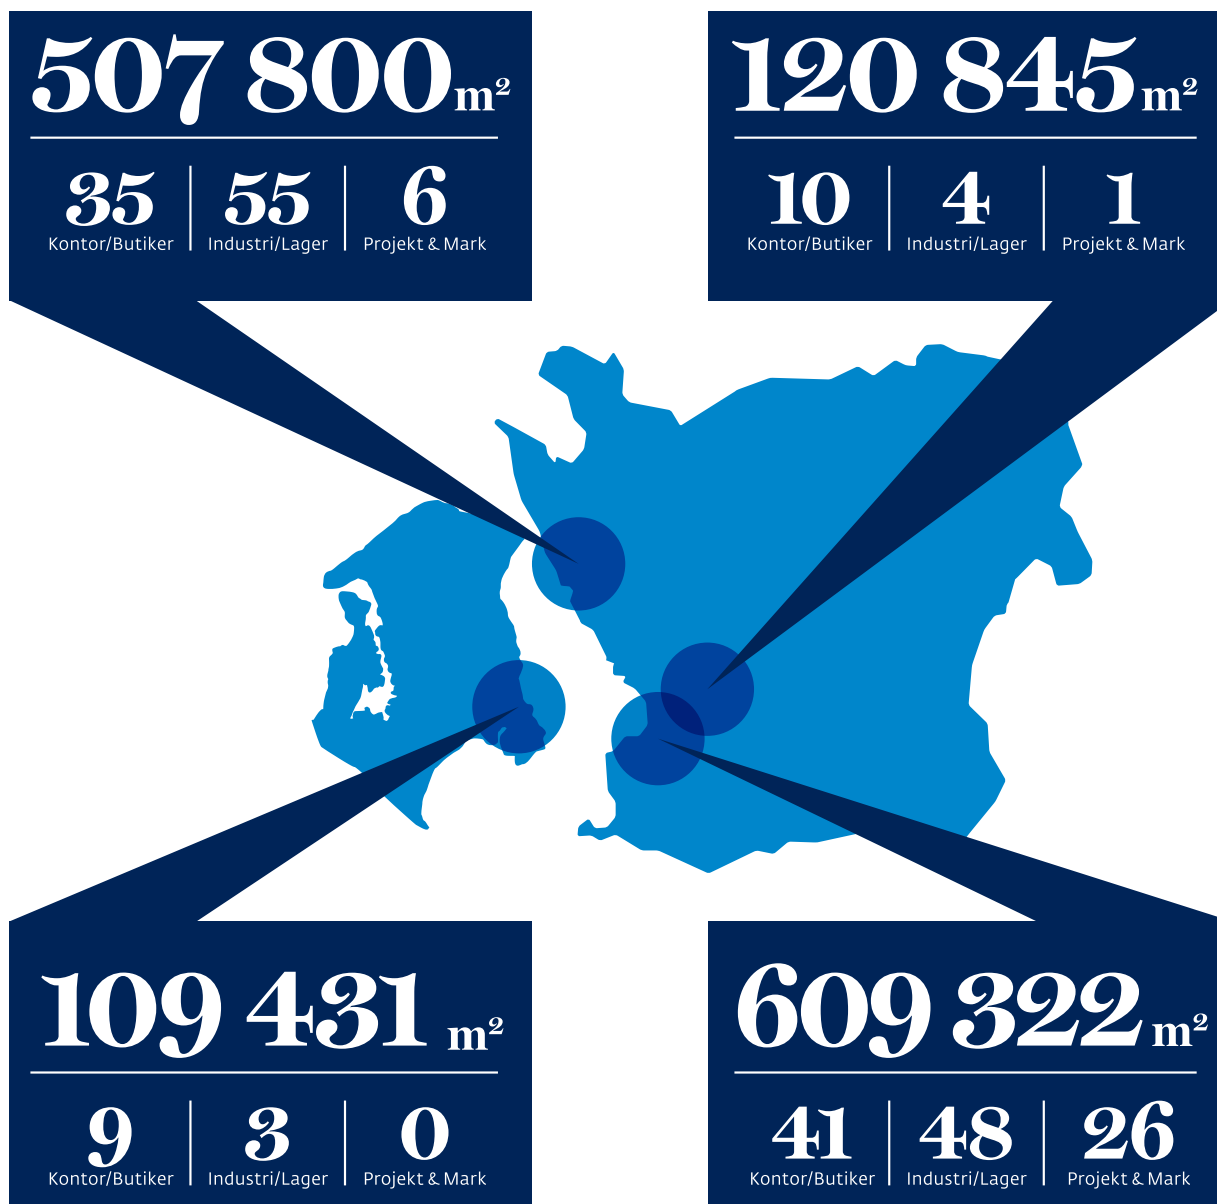 507 800 m²
35 55 6
Kontor/Butiker Industri/Lager Projekt & Mark
120 845 m²
10 4 1
Kontor/Butiker Industri/Lager Projekt & Mark
109 431 m²
9 3 0
Kontor/Butiker Industri/Lager Projekt & Mark
609 322 m²
41 48 26
Kontor/Butiker Industri/Lager Projekt & Mark